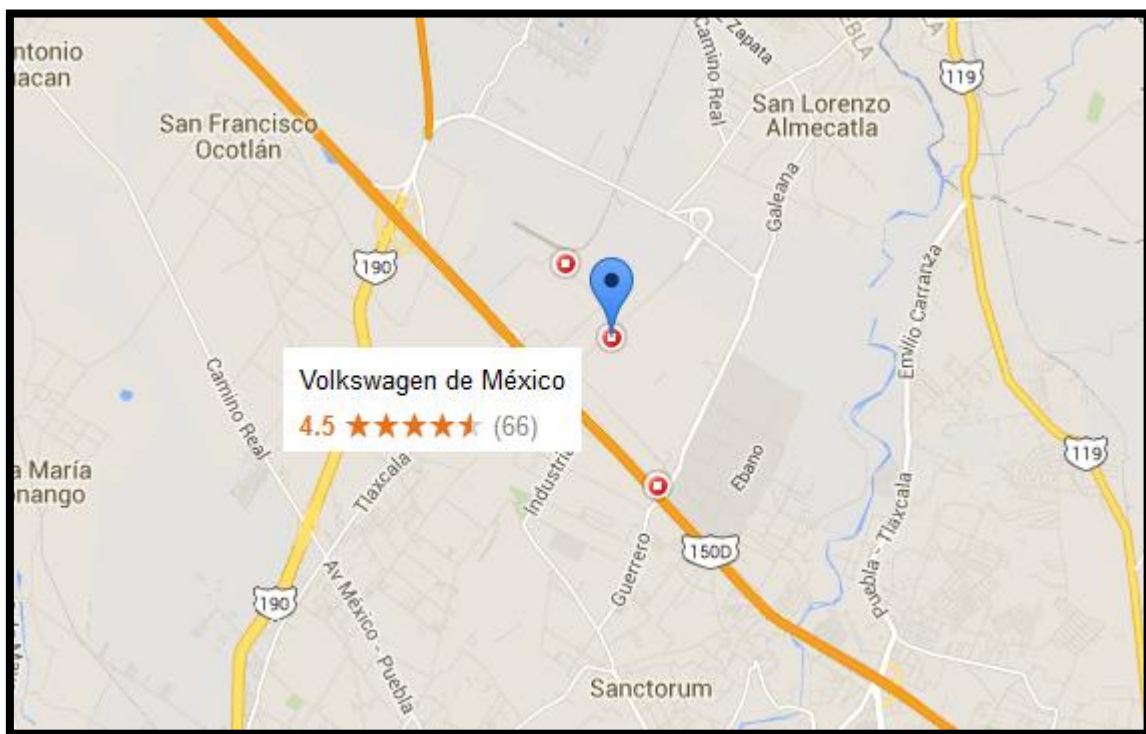 ntonio
acan
Zapata
Camino Real
BLA
LA
119
San Lorenzo
Almecatla
San Francisco
Ocotlán
Galeana
190
Emilio Carranza
Volkswagen de México
4.5 (66)
Camino Real
a María
onango
Tlaxcala
Industria
Ebano
119
150D
Guerrero
Puebla - Tlaxcala
190
Av México - Puebla
Sanctorum